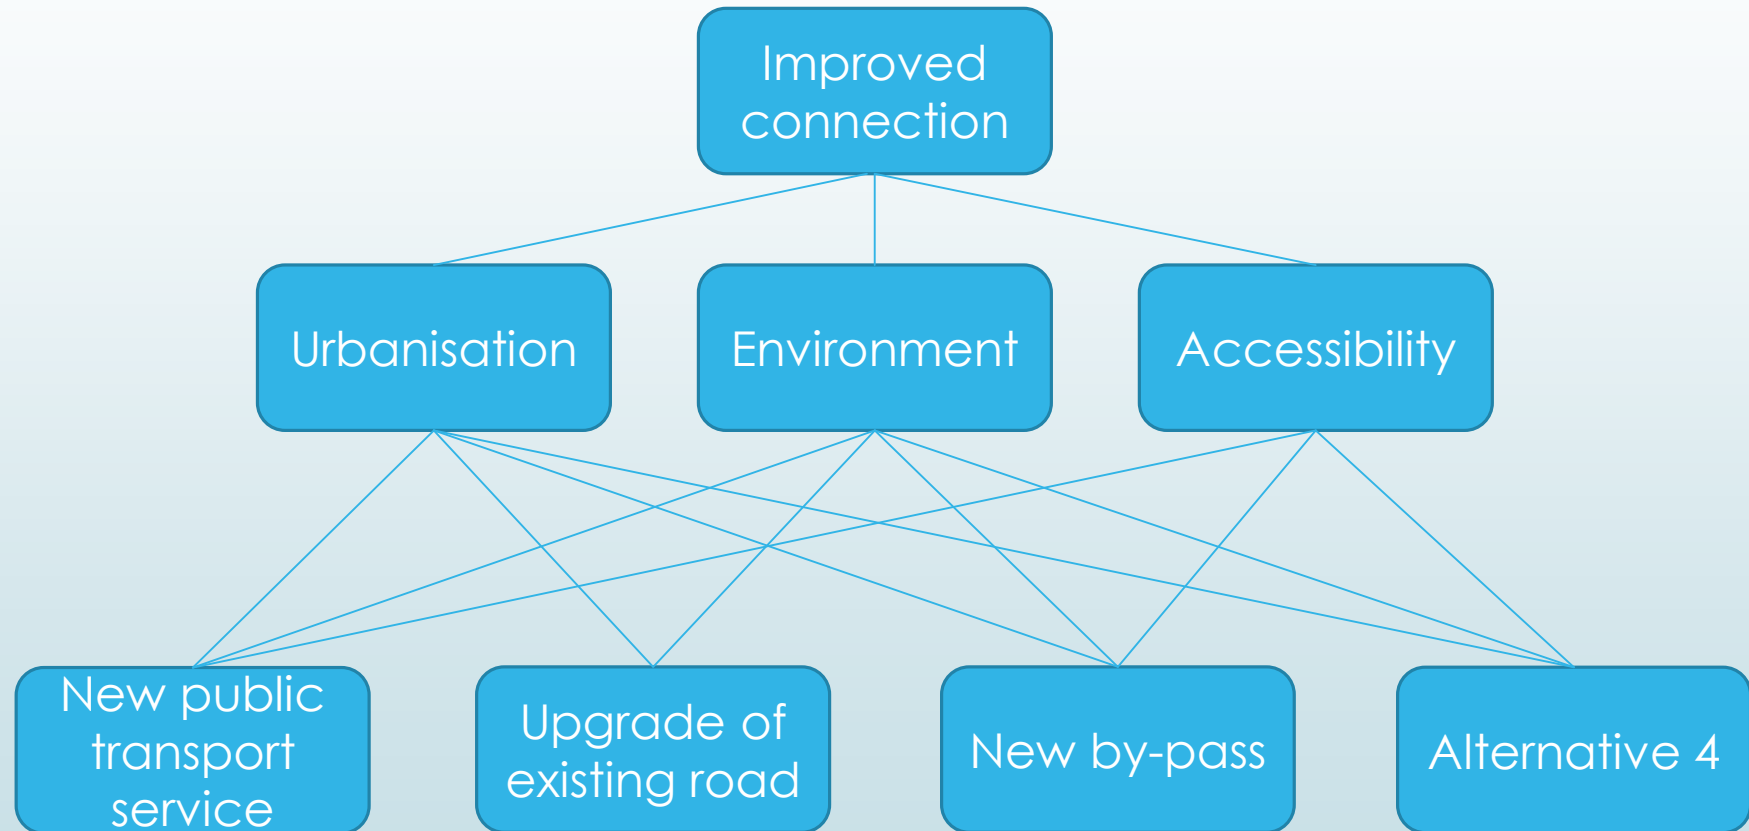 Improved
connection
Urbanisation
Environment
Accessibility
New public
transport
service
Upgrade of
existing road
New by-pass
Alternative 4